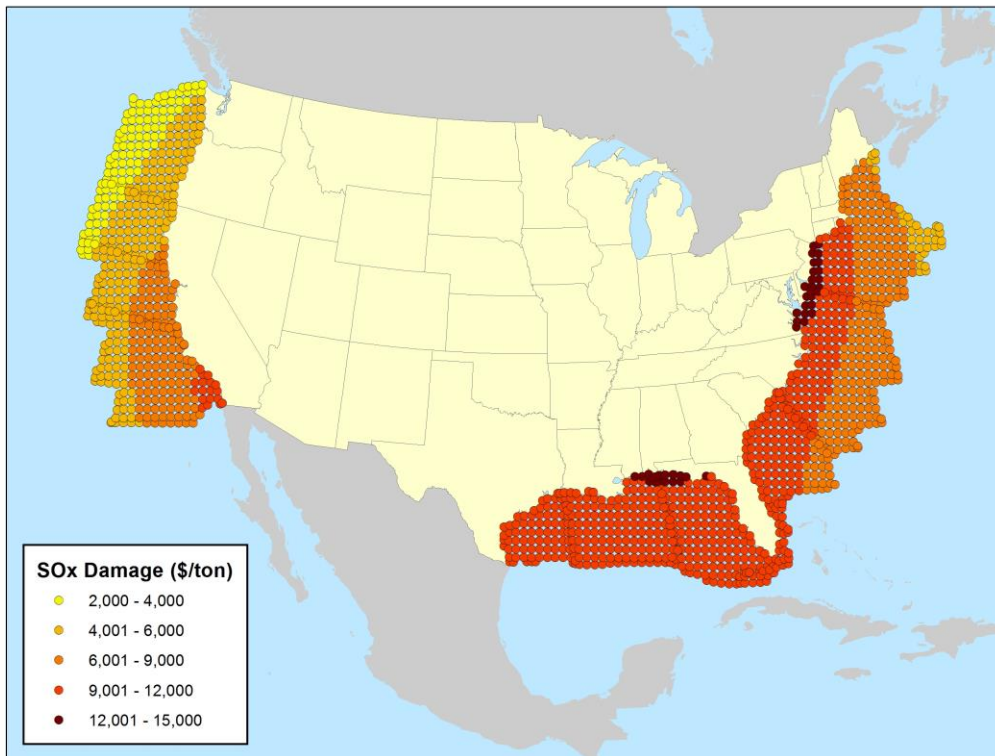 SOx Damage ($/ton)
2,000 - 4,000
4,001 - 6,000
6,001 - 9,000
9,001 - 12,000
12,001 - 15,000